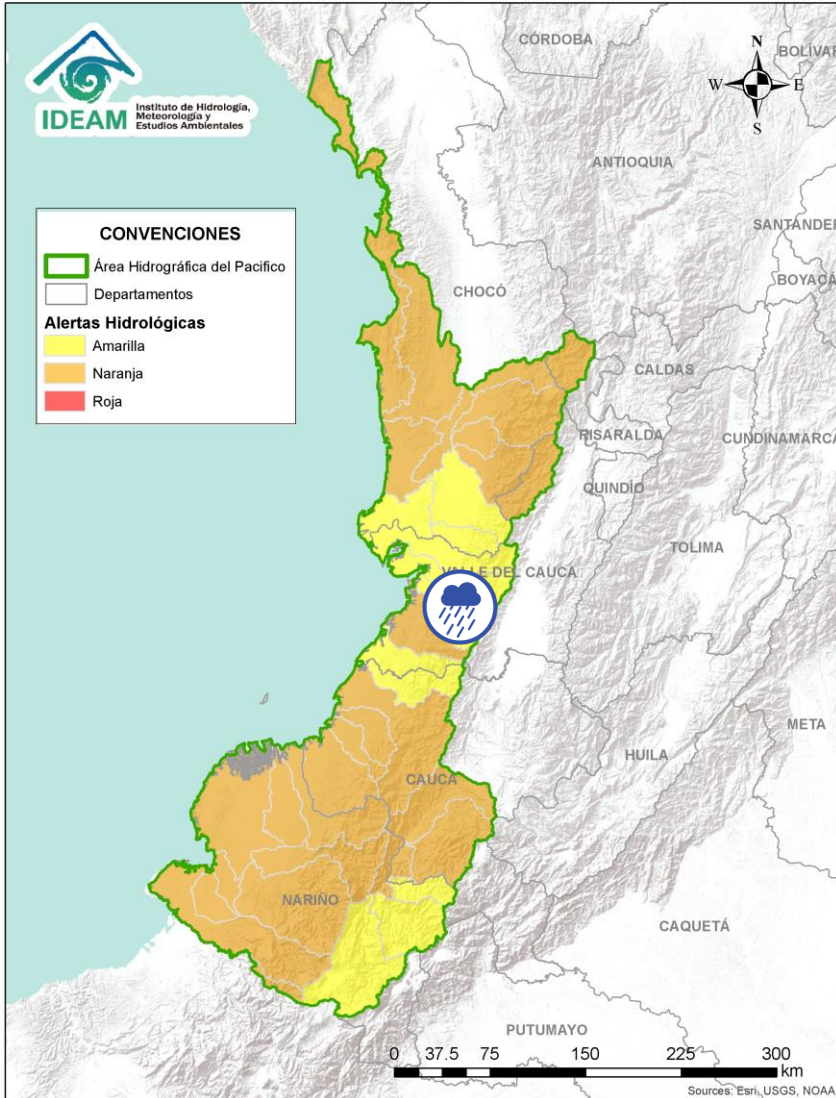 IDEAM
Instituto de Hidrología,
Meteorología y
Estudios Ambientales
CÓRDOBA
BOLÍVAR
N
W
E
S
ANTIOQUIA
CONVENCIONES
Área Hidrográfica del Pacifico
Departamentos
Alertas Hidrológicas
Amarilla
Naranja
Roja
SANTANDER
BOYACÁ
CHOCÓ
CALDAS
RISARALDA
CUNDINAMARCA
QUINDÍO
TOLIMA
VALLE DEL CAUCA
META
HUILA
CAUCA
NARIÑO
CAQUETÁ
PUTUMAYO
0 37.5 75 150 225 300
km
Sources: Esri, USGS, NOAA